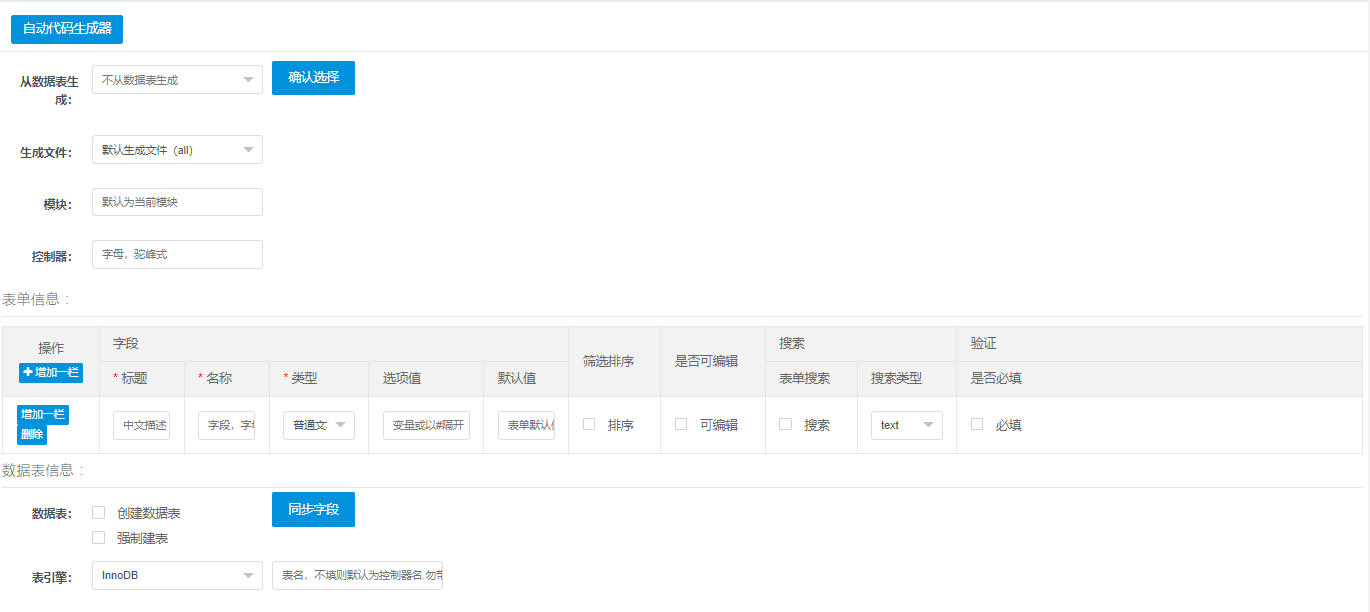 自动代码生成器
从数据表生
成：
不从数据表生成
确认选择
生成文件：
默认生成文件（all）
模块：
默认为当前模块
控制器：
字母，驼峰式
表单信息：
操作
增加一栏
字段
筛选排序
是否可编辑
搜索
验证
* 标题
* 名称
* 类型
选项值
默认值
表单搜索
搜索类型
是否必填
增加一栏
删除
中文描述
字段，字
普通文
变量或以#隔开
表单默认
排序
可编辑
搜索
text
必填
数据表信息：
数据表：
创建数据表
同步字段
强制建表
表引擎：
InnoDB
表名，不填则默认为控制器名.勿带